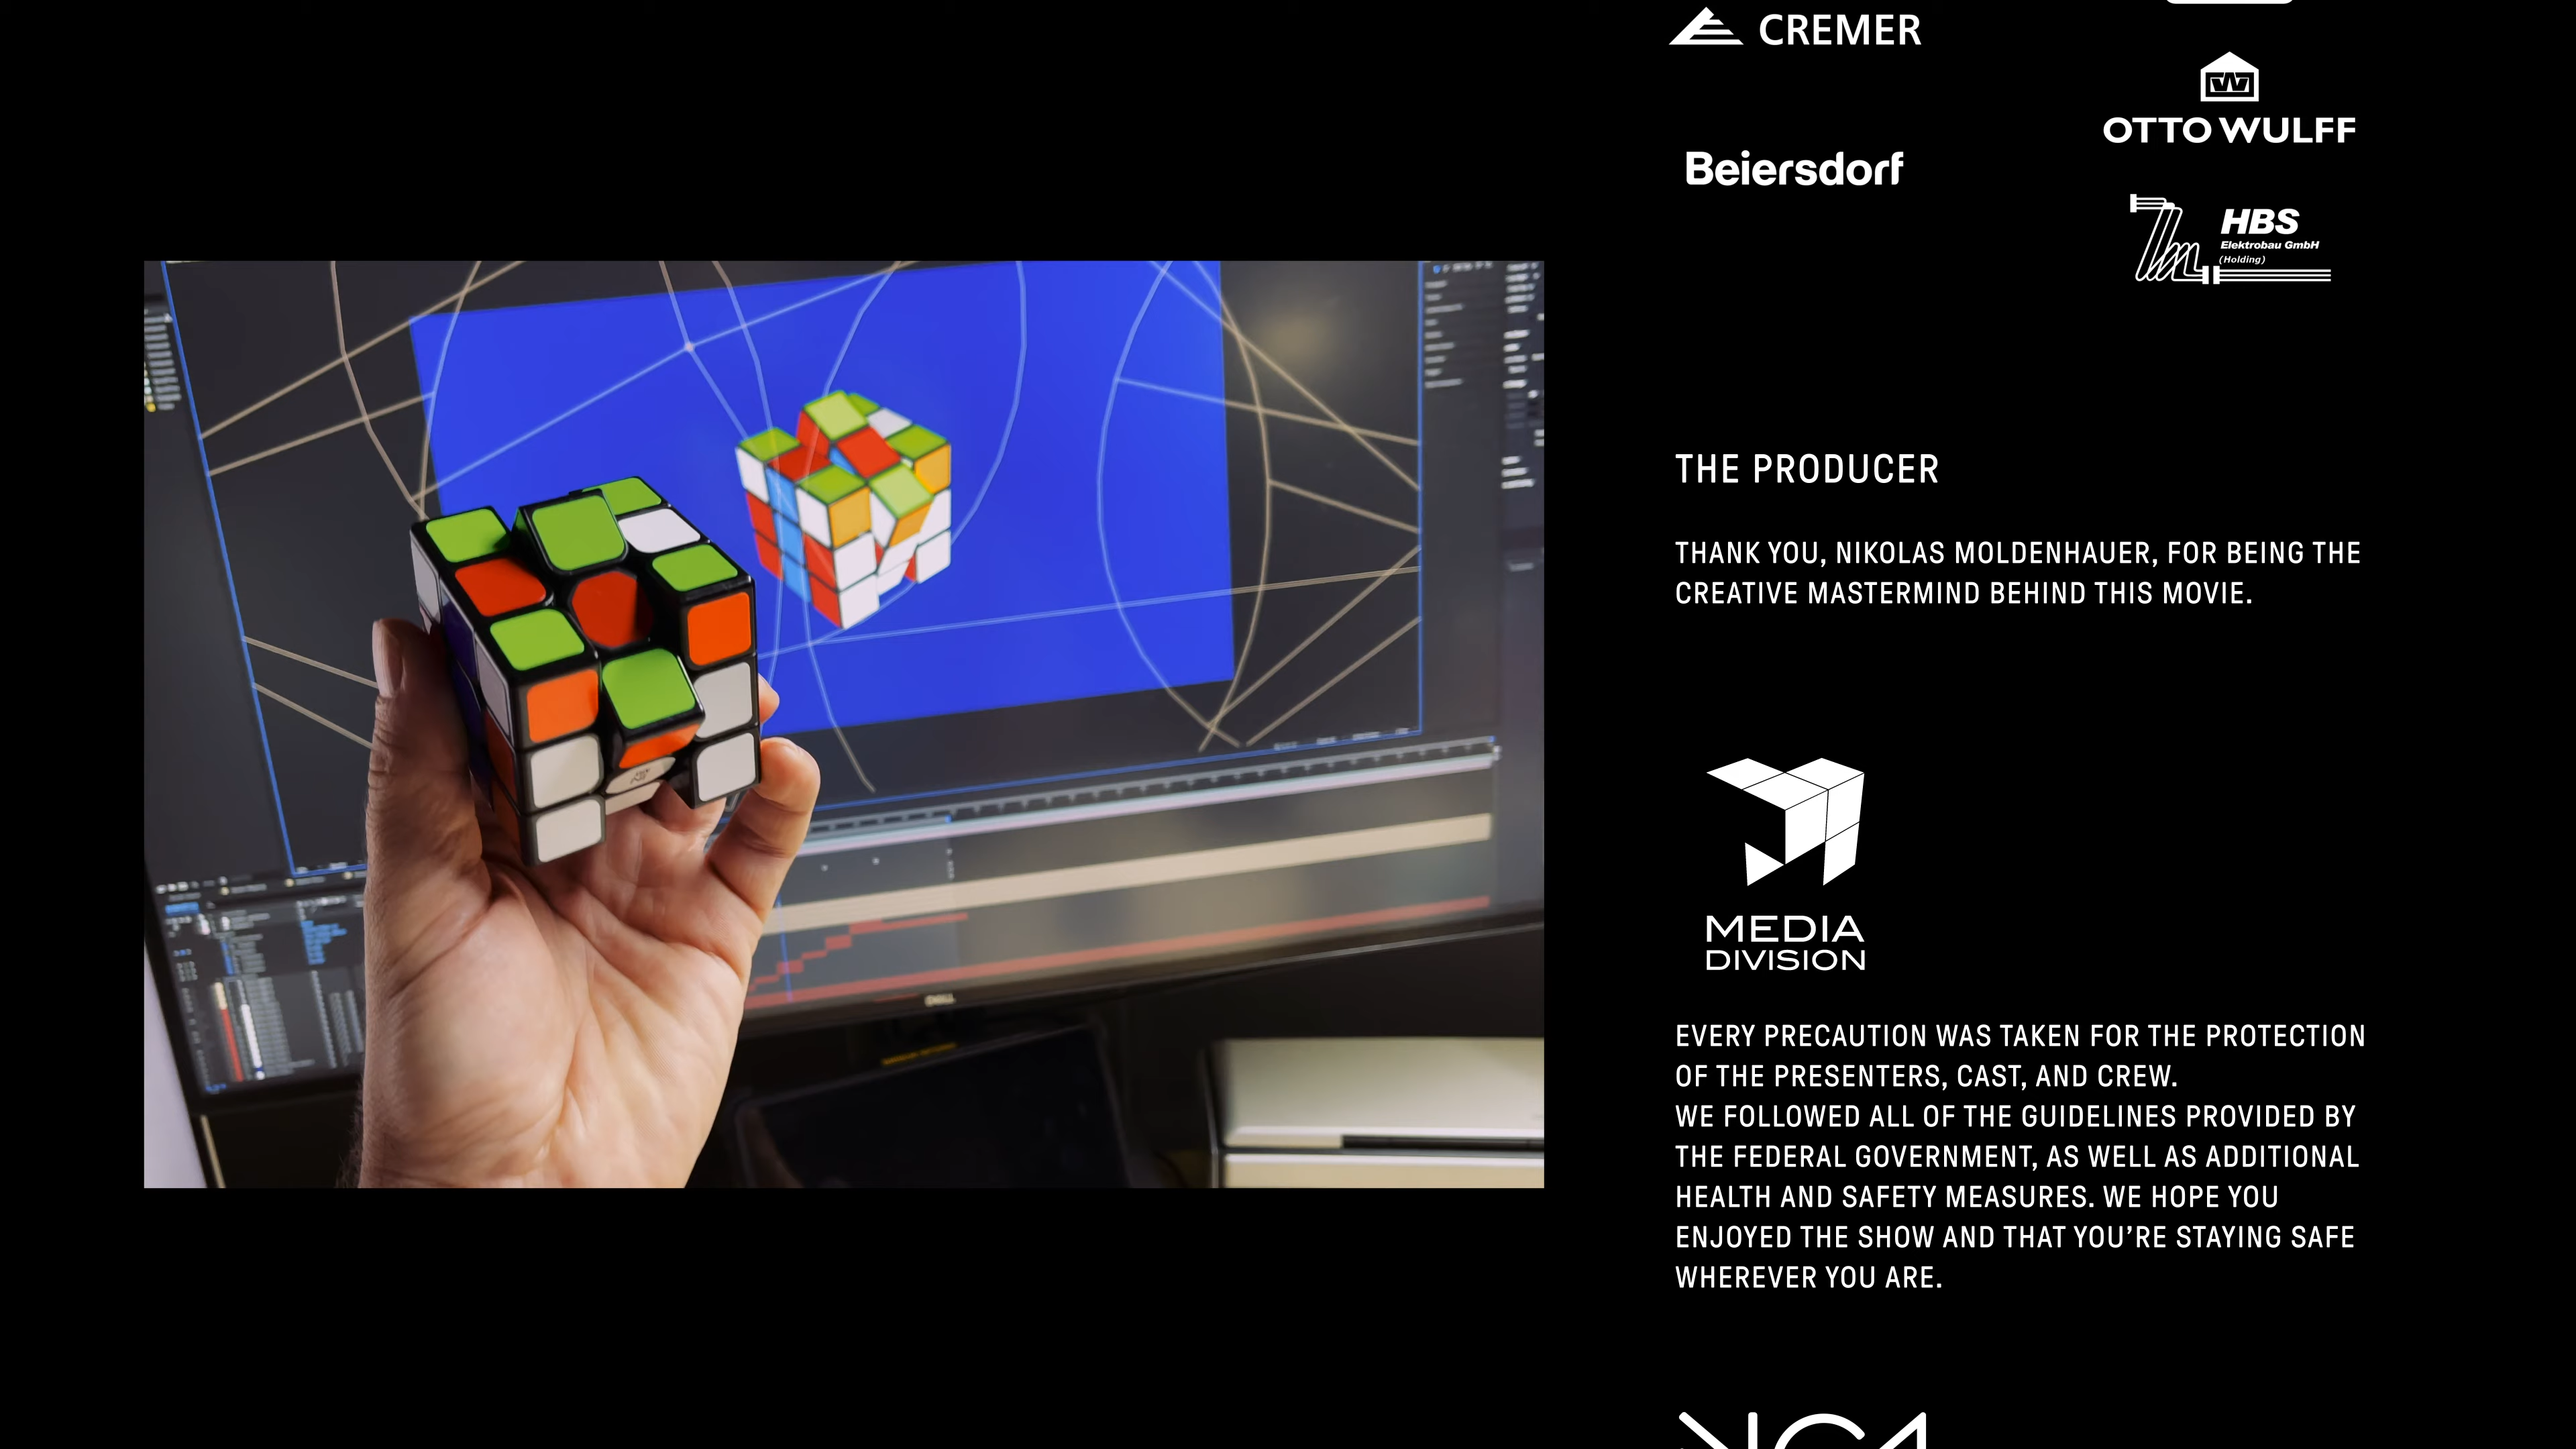 CREMER
OTTO WULFF
Beiersdorf
HBS
Elektrobau GmbH
(Holding)
THE PRODUCER
THANK YOU, NIKOLAS MOLDENHAUER, FOR BEING THE
CREATIVE MASTERMIND BEHIND THIS MOVIE.
MEDIA
DIVISION
EVERY PRECAUTION WAS TAKEN FOR THE PROTECTION
OF THE PRESENTERS, CAST, AND CREW.
WE FOLLOWED ALL OF THE GUIDELINES PROVIDED BY
THE FEDERAL GOVERNMENT, AS WELL AS ADDITIONAL
HEALTH AND SAFETY MEASURES. WE HOPE YOU
ENJOYED THE SHOW AND THAT YOU’RE STAYING SAFE
WHEREVER YOU ARE.
DELL